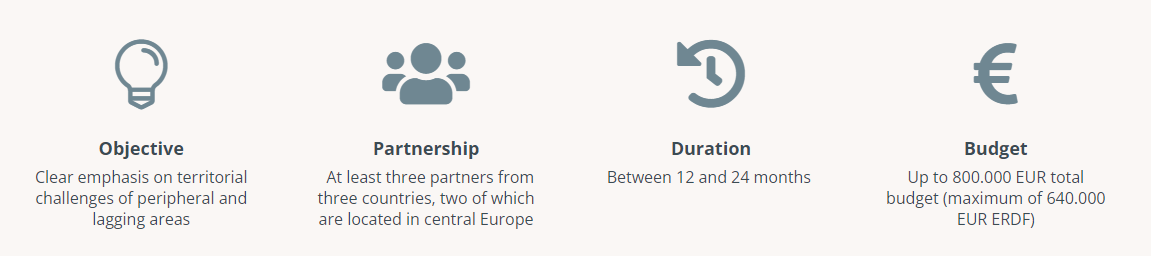 Objective
Clear emphasis on territorial
challenges of peripheral and
lagging areas
Partnership
At least three partners from
three countries, two of which
are located in central Europe
Duration
Between 12 and 24 months
Budget
Up to 800.000 EUR total
budget (maximum of 640.000
EUR ERDF)